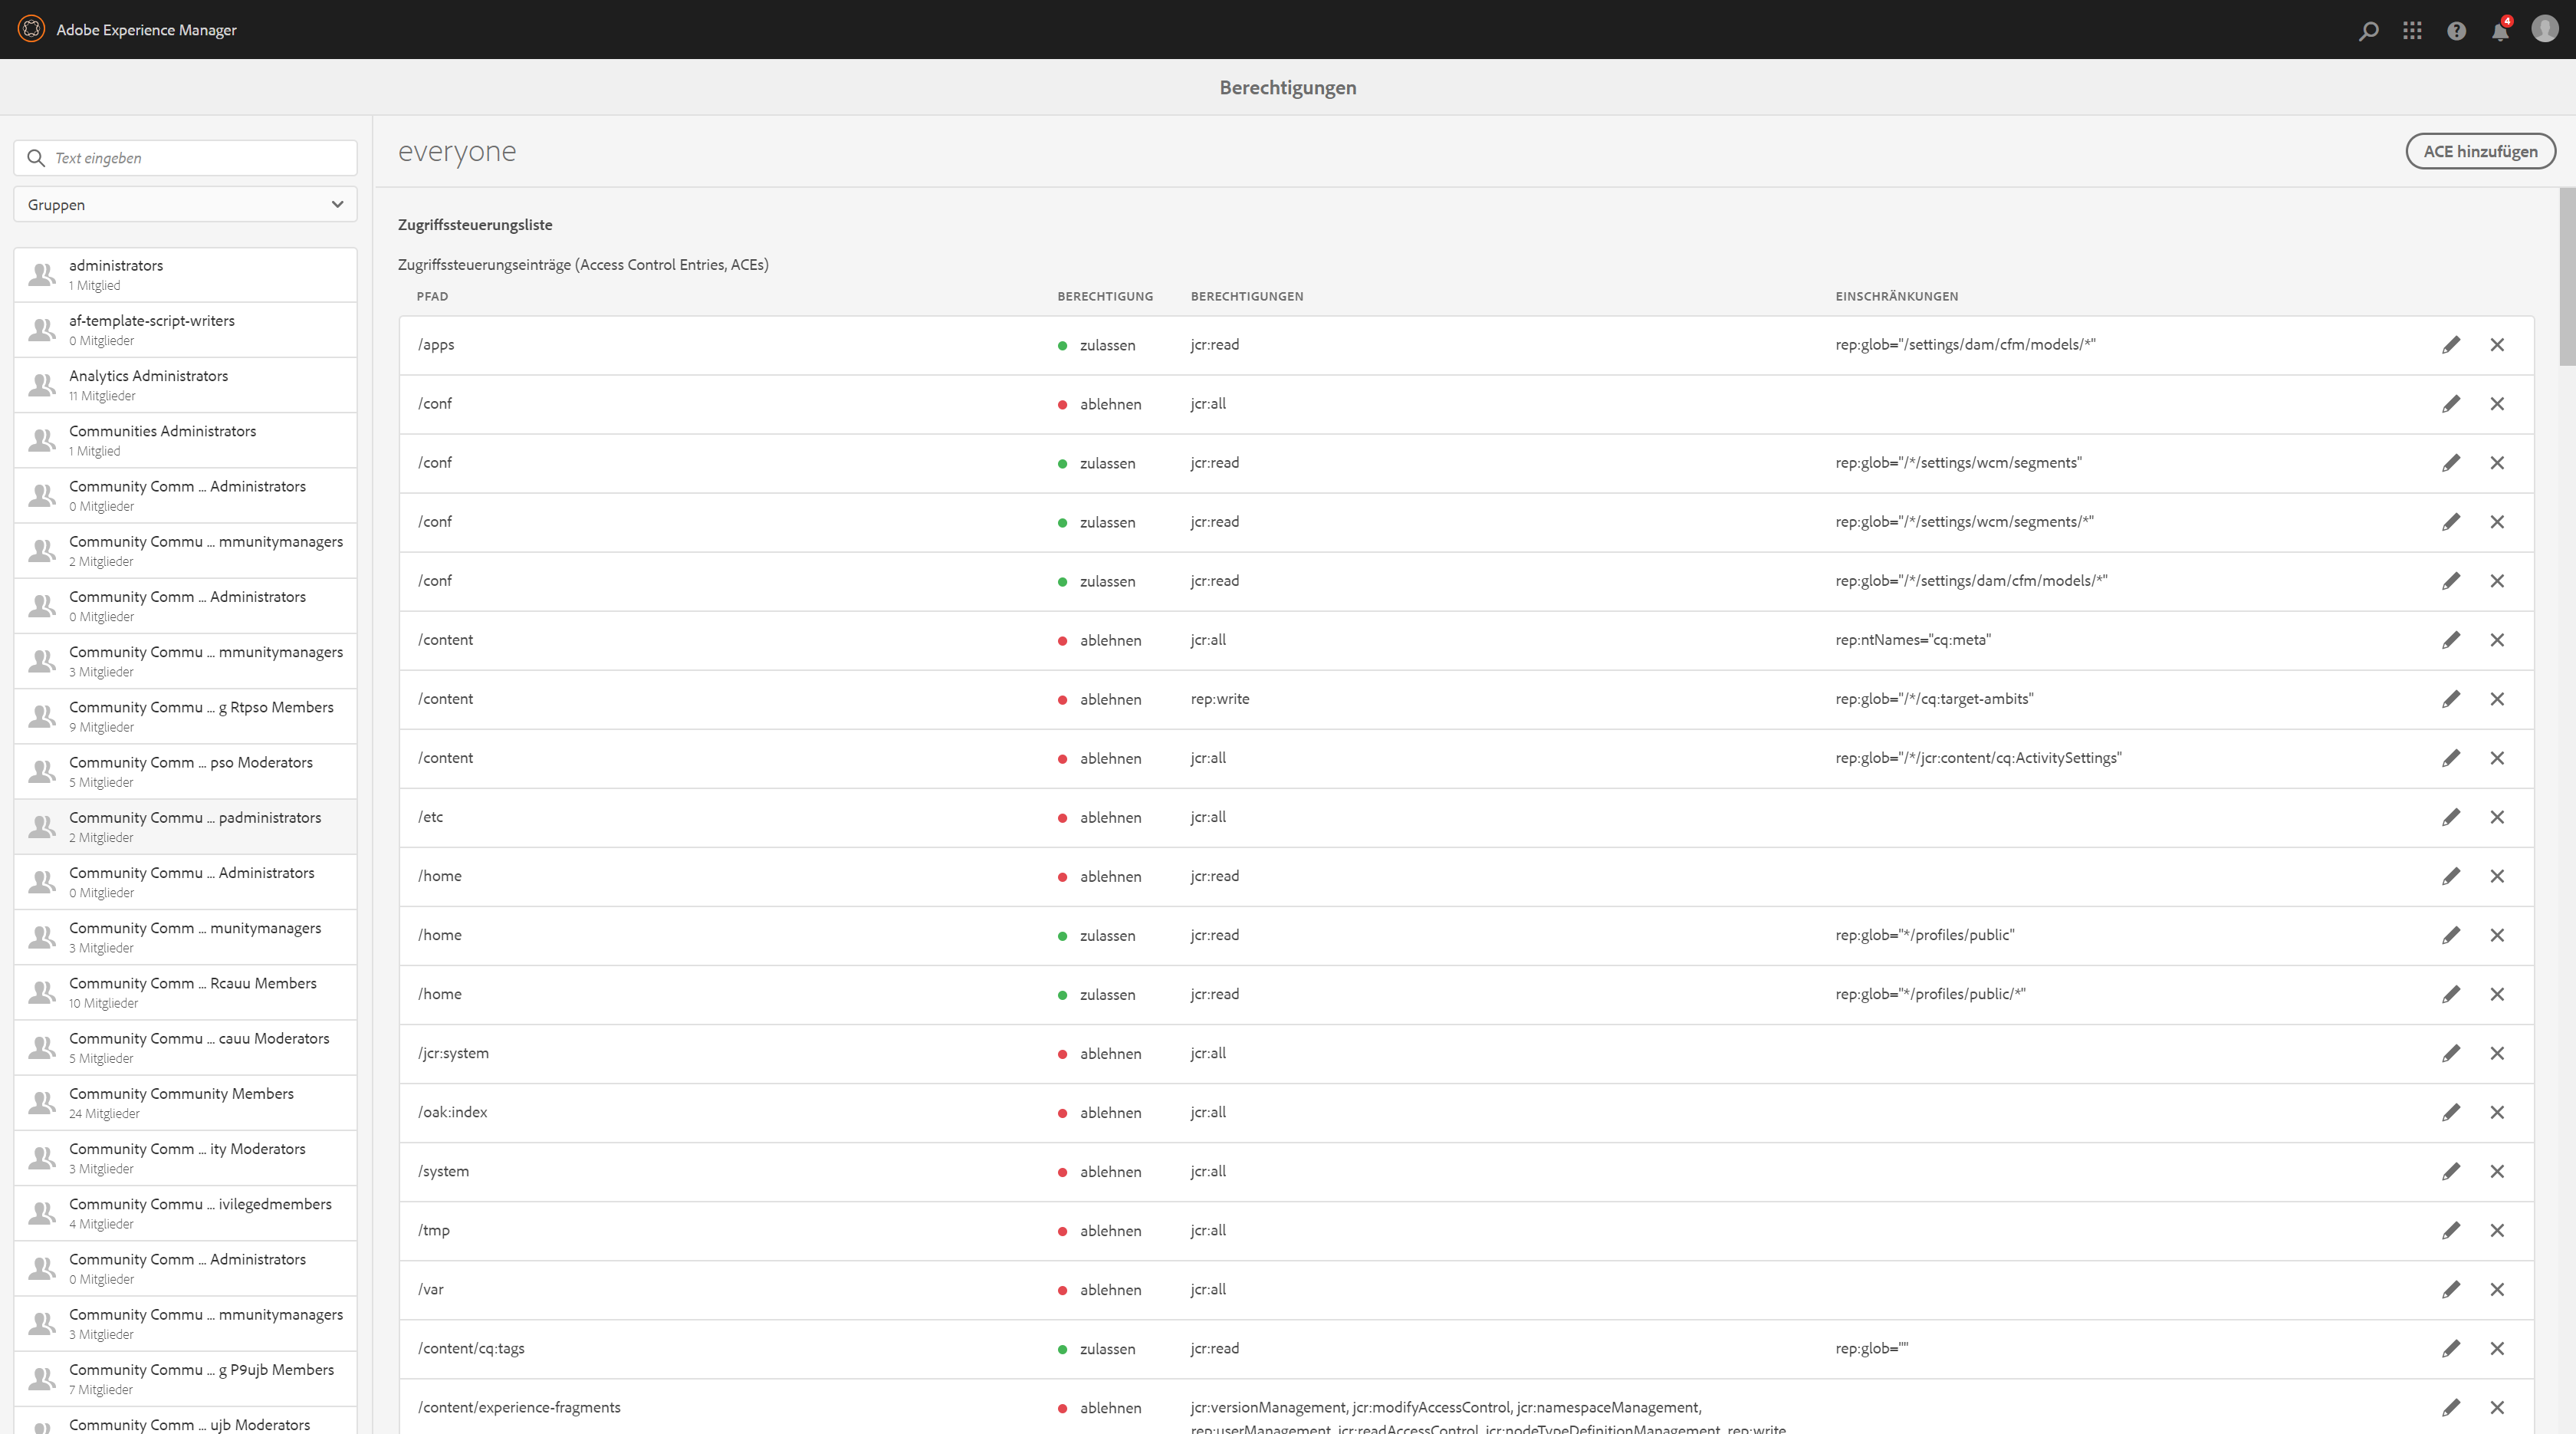 Adobe Experience Manager
4
Berechtigungen
Text eingeben
Gruppen
administrators
1 Mitglied
af-template-script-writers
0 Mitglieder
Analytics Administrators
11 Mitglieder
Communities Administrators
1 Mitglied
Community Comm ... Administrators
0 Mitglieder
Community Commu ... mmunitymanagers
2 Mitglieder
Community Comm ... Administrators
0 Mitglieder
Community Commu ... mmunitymanagers
3 Mitglieder
Community Commu ... g Rtpso Members
9 Mitglieder
Community Comm ... pso Moderators
5 Mitglieder
Community Commu ... padministrators
2 Mitglieder
Community Commu ... Administrators
0 Mitglieder
Community Comm ... munitymanagers
3 Mitglieder
Community Comm ... Rcauu Members
10 Mitglieder
Community Commu ... cauu Moderators
5 Mitglieder
Community Community Members
24 Mitglieder
Community Comm ... ity Moderators
3 Mitglieder
Community Commu ... ivilegedmembers
4 Mitglieder
Community Comm ... Administrators
0 Mitglieder
Community Commu ... mmunitymanagers
3 Mitglieder
Community Commu ... g P9ujb Members
7 Mitglieder
Community Comm ... ujb Moderators
everyone
ACE hinzufügen
Zugriffssteuerungsliste
Zugriffssteuerungseinträge (Access Control Entries, ACEs)
PFAD BERECHTIGUNG BERECHTIGUNGEN EINSCHRÄNKUNGEN
/apps zulassen jcr:read rep:glob="/settings/dam/cfm/models/*"
/conf ablehnen jcr:all
/conf zulassen jcr:read rep:glob="/*/settings/wcm/segments"
/conf zulassen jcr:read rep:glob="/*/settings/wcm/segments/*"
/conf zulassen jcr:read rep:glob="/*/settings/dam/cfm/models/*"
/content ablehnen jcr:all rep:ntNames="cq:meta"
/content ablehnen rep:write rep:glob="/*/cq:target-ambits"
/content ablehnen jcr:all rep:glob="/*/jcr:content/cq:ActivitySettings"
/etc ablehnen jcr:all
/home ablehnen jcr:read
/home zulassen jcr:read rep:glob="*/profiles/public"
/home zulassen jcr:read rep:glob="*/profiles/public/*"
/jcr:system ablehnen jcr:all
/oak:index ablehnen jcr:all
/system ablehnen jcr:all
/tmp ablehnen jcr:all
/var ablehnen jcr:all
/content/cq:tags zulassen jcr:read rep:glob=""
/content/experience-fragments ablehnen jcr:versionManagement, jcr:modifyAccessControl, jcr:namespaceManagement,
rep:userManagement, jcr:readAccessControl, jcr:nodeTypeDefinitionManagement, rep:write